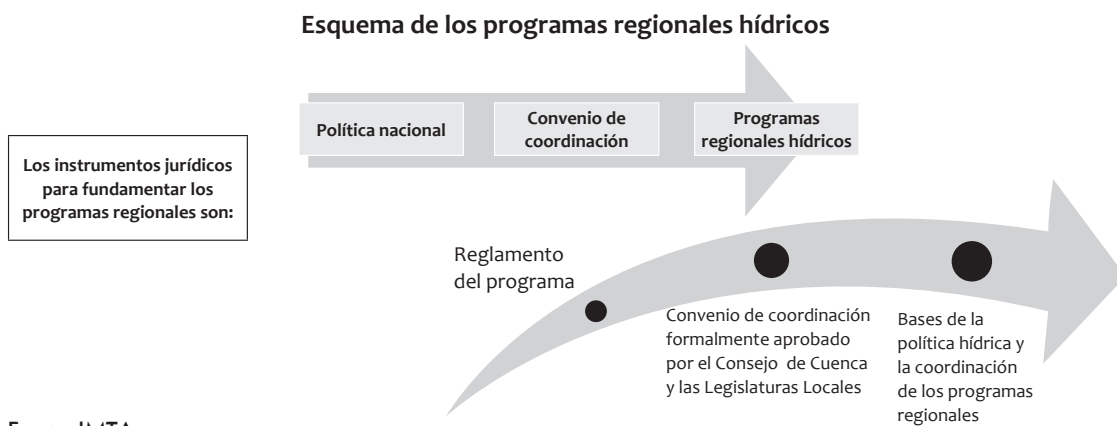 Esquema de los programas regionales hídricos
Política nacional
Convenio de
coordinación
Programas
regionales hídricos
Los instrumentos jurídicos
para fundamentar los
programas regionales son:
Reglamento
del programa
Convenio de coordinación
formalmente aprobado
por el Consejo de Cuenca
y las Legislaturas Locales
Bases de la
política hídrica y
la coordinación
de los programas
regionales